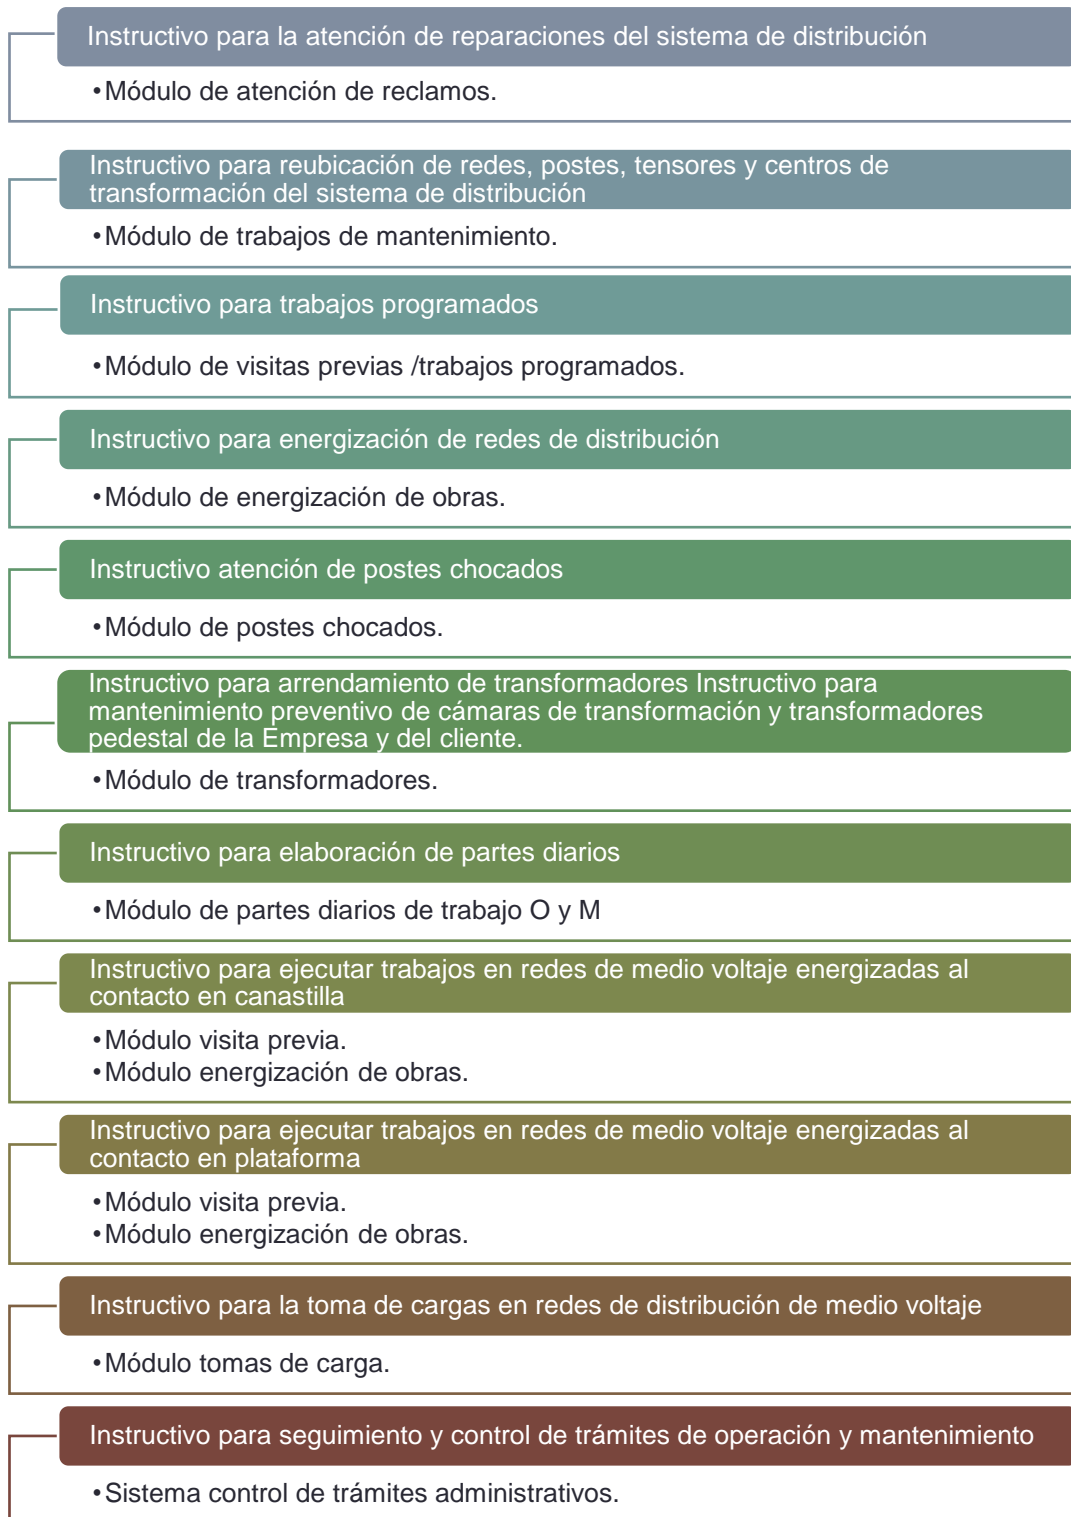 Instructivo para la atención de reparaciones del sistema de distribución
•Módulo de atención de reclamos.
Instructivo para reubicación de redes, postes, tensores y centros de
transformación del sistema de distribución
•Módulo de trabajos de mantenimiento.
Instructivo para trabajos programados
•Módulo de visitas previas /trabajos programados.
Instructivo para energización de redes de distribución
•Módulo de energización de obras.
Instructivo atención de postes chocados
•Módulo de postes chocados.
Instructivo para arrendamiento de transformadores Instructivo para
mantenimiento preventivo de cámaras de transformación y transformadores
pedestal de la Empresa y del cliente.
•Módulo de transformadores.
Instructivo para elaboración de partes diarios
•Módulo de partes diarios de trabajo O y M
Instructivo para ejecutar trabajos en redes de medio voltaje energizadas al
contacto en canastilla
•Módulo visita previa.
•Módulo energización de obras.
Instructivo para ejecutar trabajos en redes de medio voltaje energizadas al
contacto en plataforma
•Módulo visita previa.
•Módulo energización de obras.
Instructivo para la toma de cargas en redes de distribución de medio voltaje
•Módulo tomas de carga.
Instructivo para seguimiento y control de trámites de operación y mantenimiento
•Sistema control de trámites administrativos.